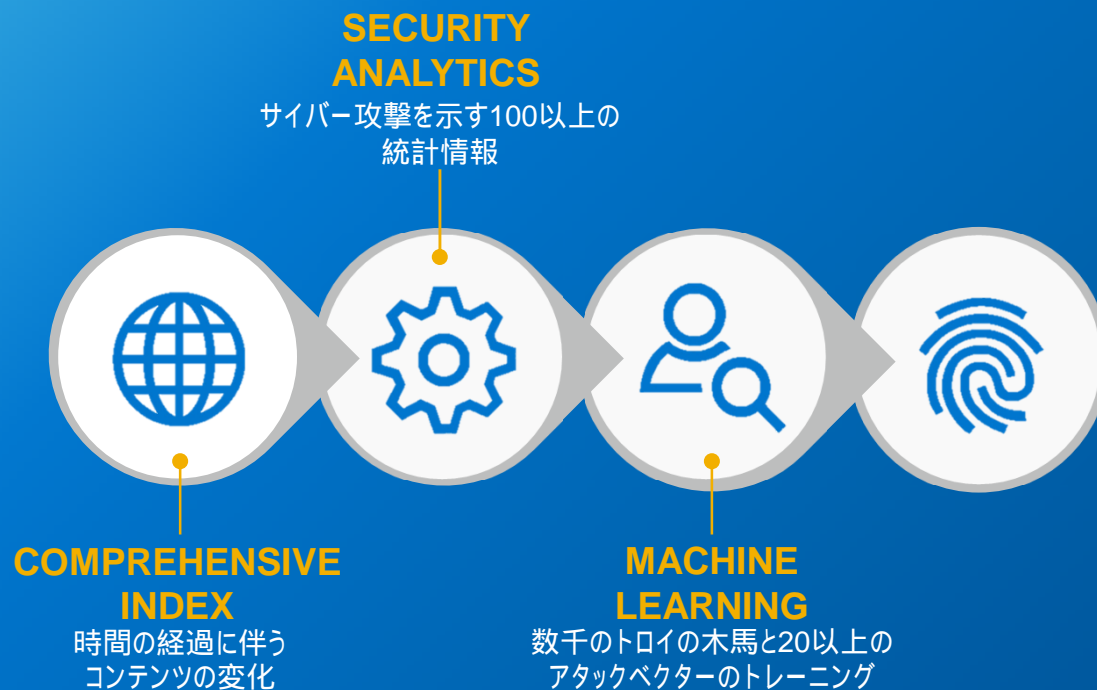 SECURITY
ANALYTICS
サイバー攻撃を示す100以上の
統計情報
COMPREHENSIVE
INDEX
時間の経過に伴う
コンテンツの変化
MACHINE
LEARNING
数千のトロイの木馬と20以上の
アタックベクターのトレーニング